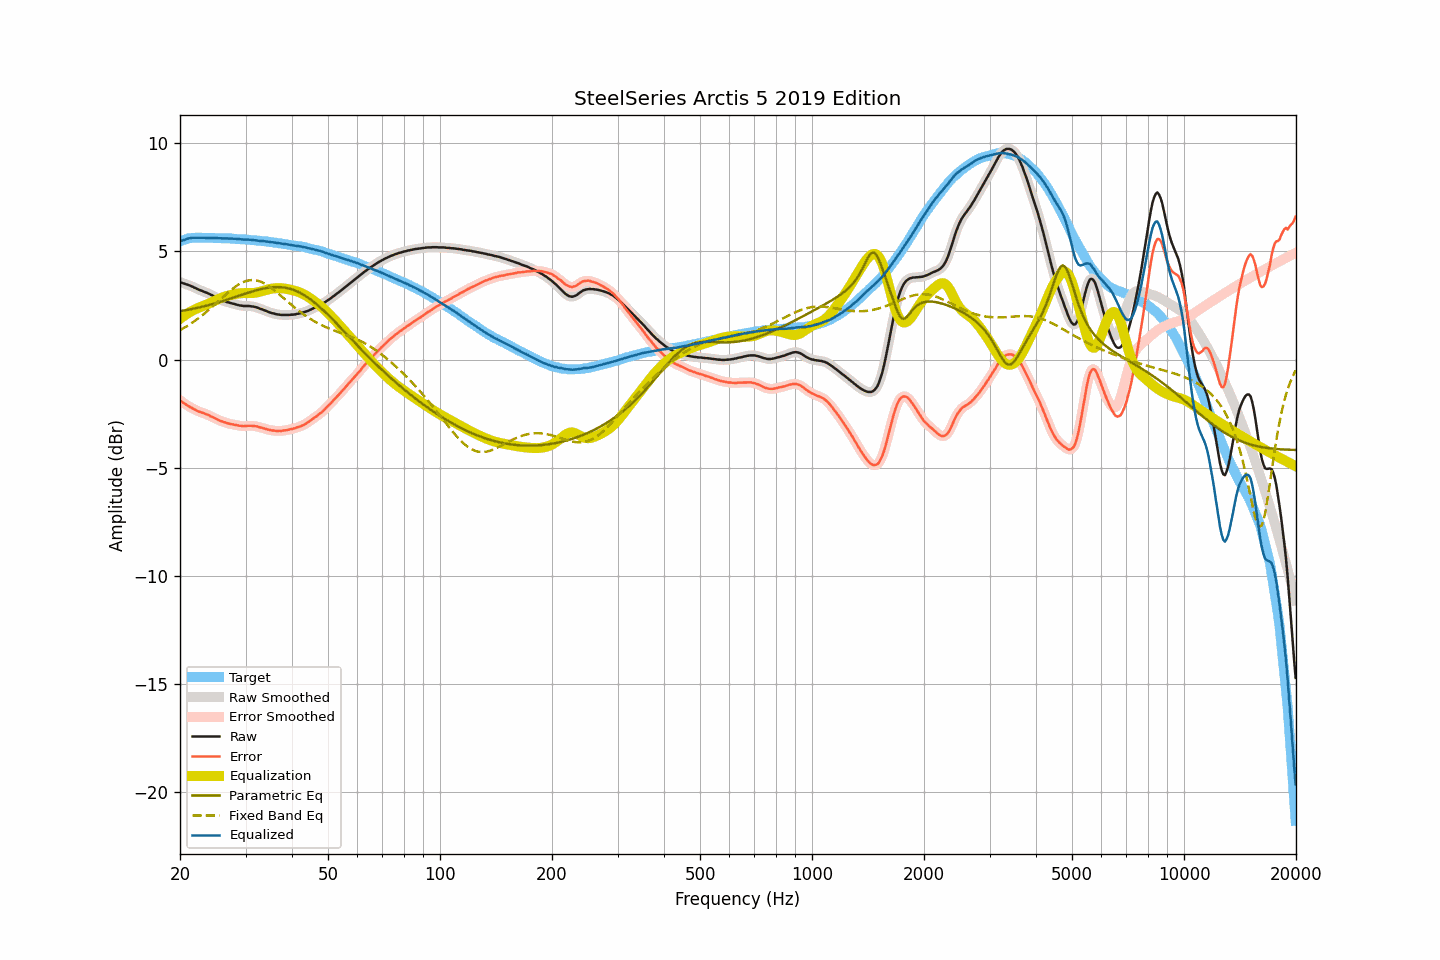 SteelSeries Arctis 5 2019 Edition
10
5
0
−5
−10
−15
−20
Amplitude (dBr)
Target
Raw Smoothed
Error Smoothed
Raw
Error
Equalization
Parametric Eq
Fixed Band Eq
Equalized
20 50 100 200 500 1000 2000 5000 10000 20000
Frequency (Hz)